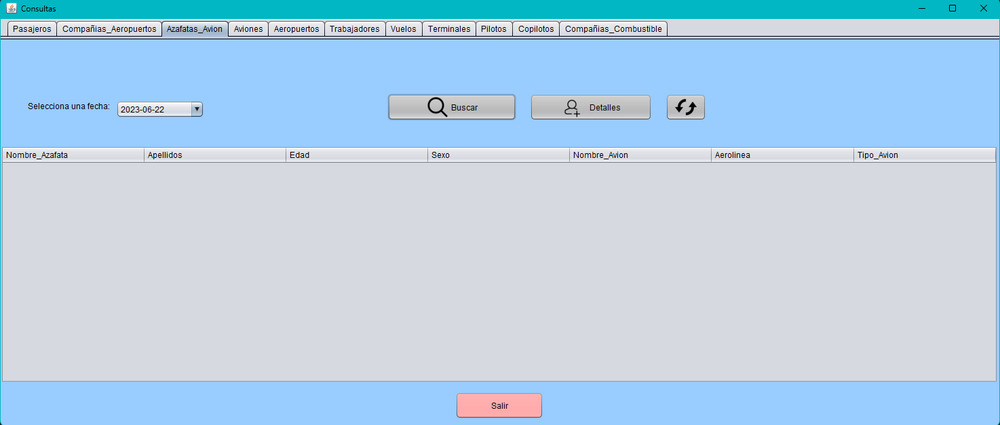 Consultas
Pasajeros Compañias_Aeropuertos Azafatas_Avion Aviones Aeropuertos Trabajadores Vuelos Terminales Pilotos Copilotos Compañias_Combustible
Selecciona una fecha: 2023-06-22 Buscar Detalles
Nombre_Azafata Apellidos Edad Sexo Nombre_Avion Aerolinea Tipo_Avion
Salir